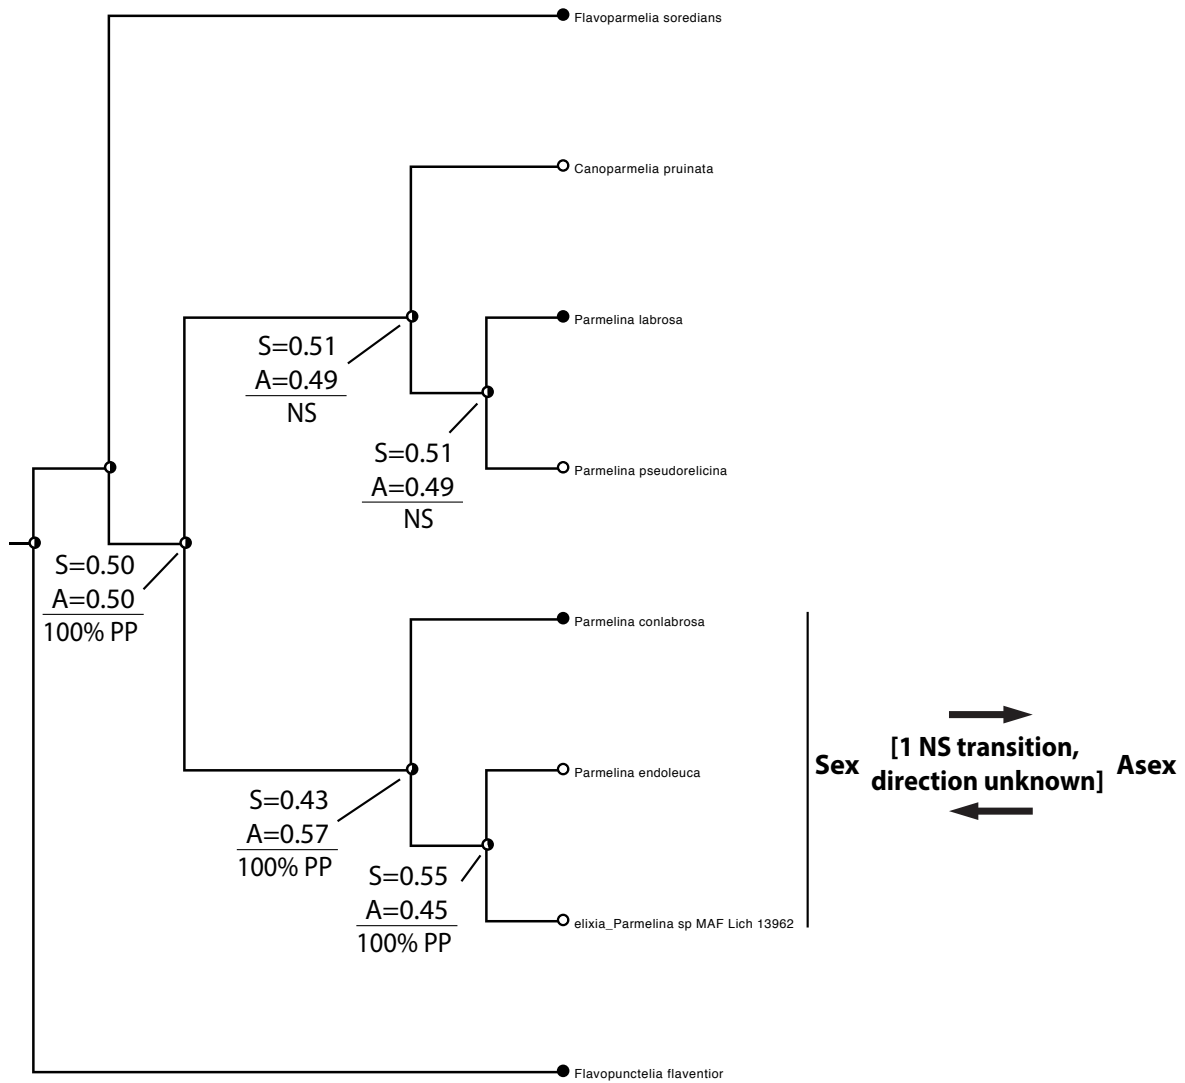 Flavoparmelia soredians
Canoparmelia pruinata
Parmelina labrosa
S=0.51
A=0.49
NS
S=0.51
A=0.49
NS
Parmelina pseudorelicina
S=0.50
A=0.50
100% PP
Parmelina conlabrosa
Parmelina endoleuca
S=0.43
A=0.57
100% PP
S=0.55
A=0.45
100% PP
elixia_Parmelina sp MAF Lich 13962
Sex
[1 NS transition,
direction unknown]
Asex
Flavopunctelia flaventior